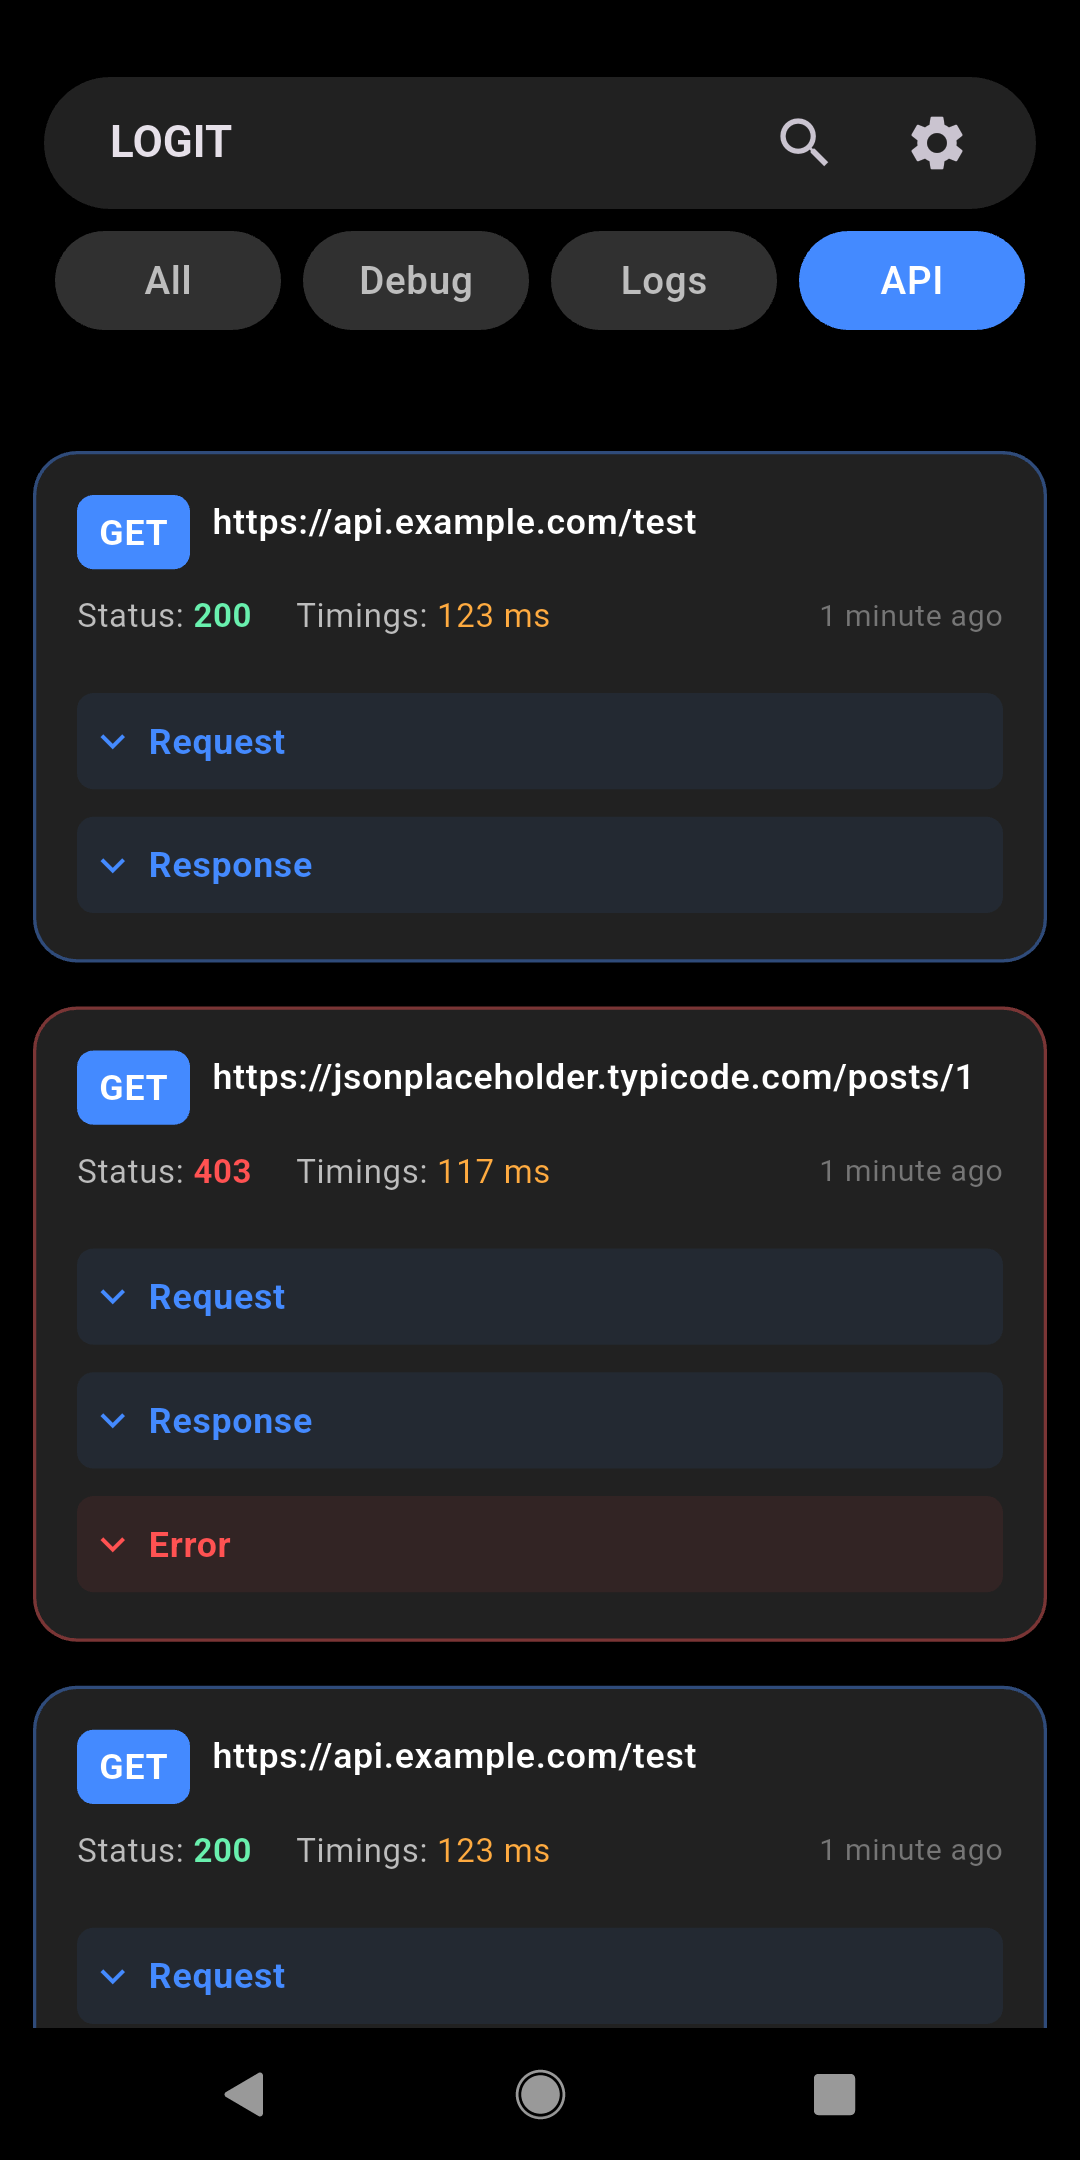 LOGIT
All Debug Logs API
GET https://api.example.com/test
Status: 200 Timings: 123 ms 1 minute ago
Request
Response
GET https://jsonplaceholder.typicode.com/posts/1
Status: 403 Timings: 117 ms 1 minute ago
Request
Response
Error
GET https://api.example.com/test
Status: 200 Timings: 123 ms 1 minute ago
Request